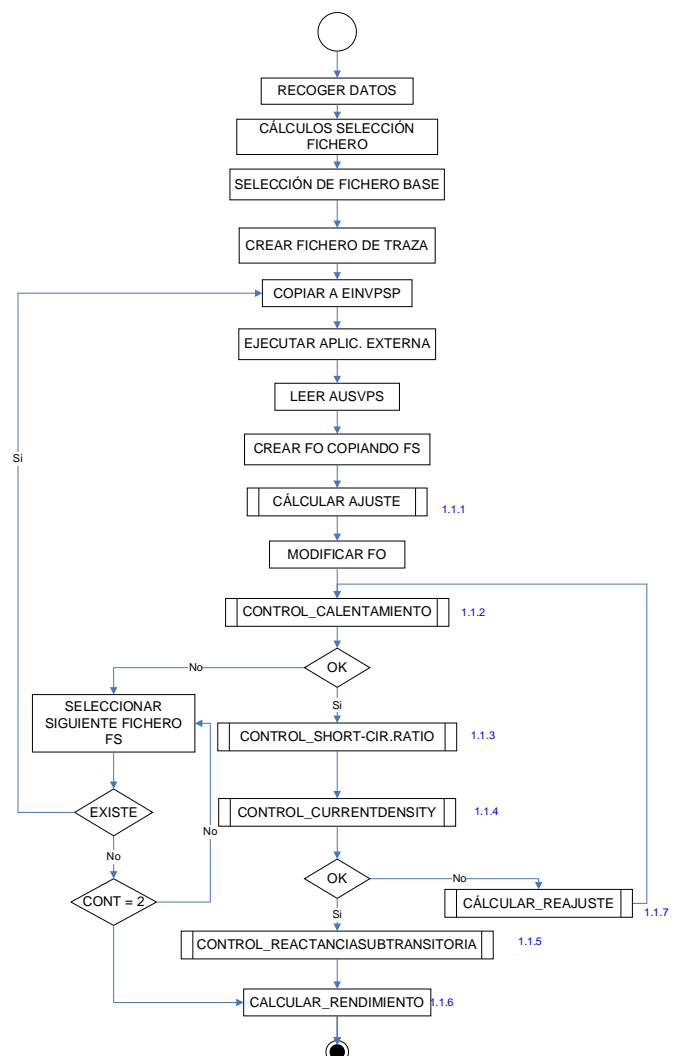 RECOGER DATOS
CÁLCULOS SELECCIÓN
FICHERO
SELECCIÓN DE FICHERO BASE
CREAR FICHERO DE TRAZA
COPIAR A EINVPSP
EJECUTAR APLIC. EXTERNA
LEER AUSVPS
CREAR FO COPIANDO FS
Si
CÁLCULAR AJUSTE
1.1.1
MODIFICAR FO
CONTROL_CALENTAMIENTO
1.1.2
OK
No
Si
SELECCIONAR
SIGUIENTE FICHERO
FS
CONTROL_SHORT-CIR.RATIO
1.1.3
EXISTE
CONTROL_CURRENTDENSITY
1.1.4
No
No
OK
No
CONT = 2
CÁLCULAR_REAJUSTE
1.1.7
Si
CONTROL_REACTANCIASUBTRANSITORIA
1.1.5
CALCULAR_RENDIMIENTO
1.1.6